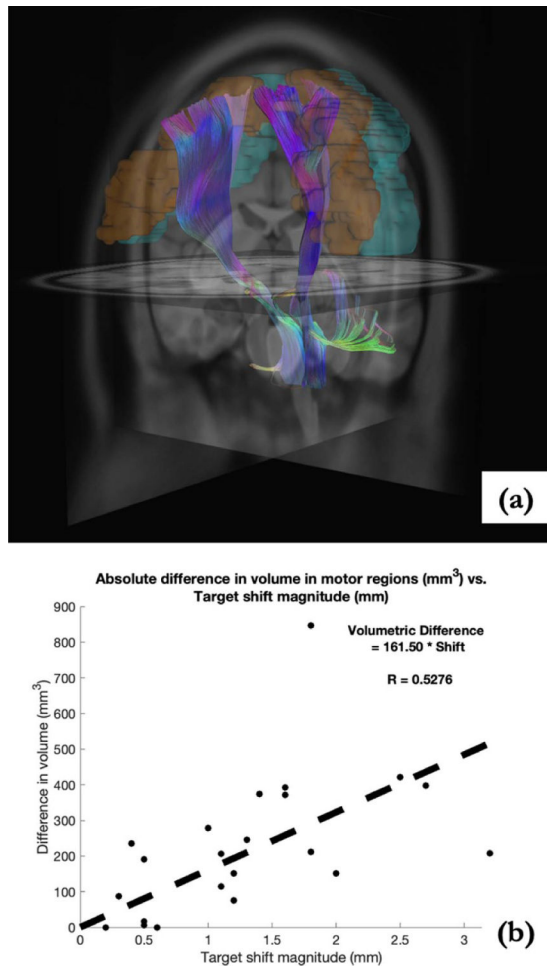 (a)
Absolute difference in volume in motor regions (mm³) vs.
Target shift magnitude (mm)
Volumetric Difference
= 161.50 * Shift
R = 0.5276
Difference in volume (mm³)
900
800
700
600
500
400
300
200
100
0
0 0.5 1 1.5 2 2.5 3
Target shift magnitude (mm)
(b)